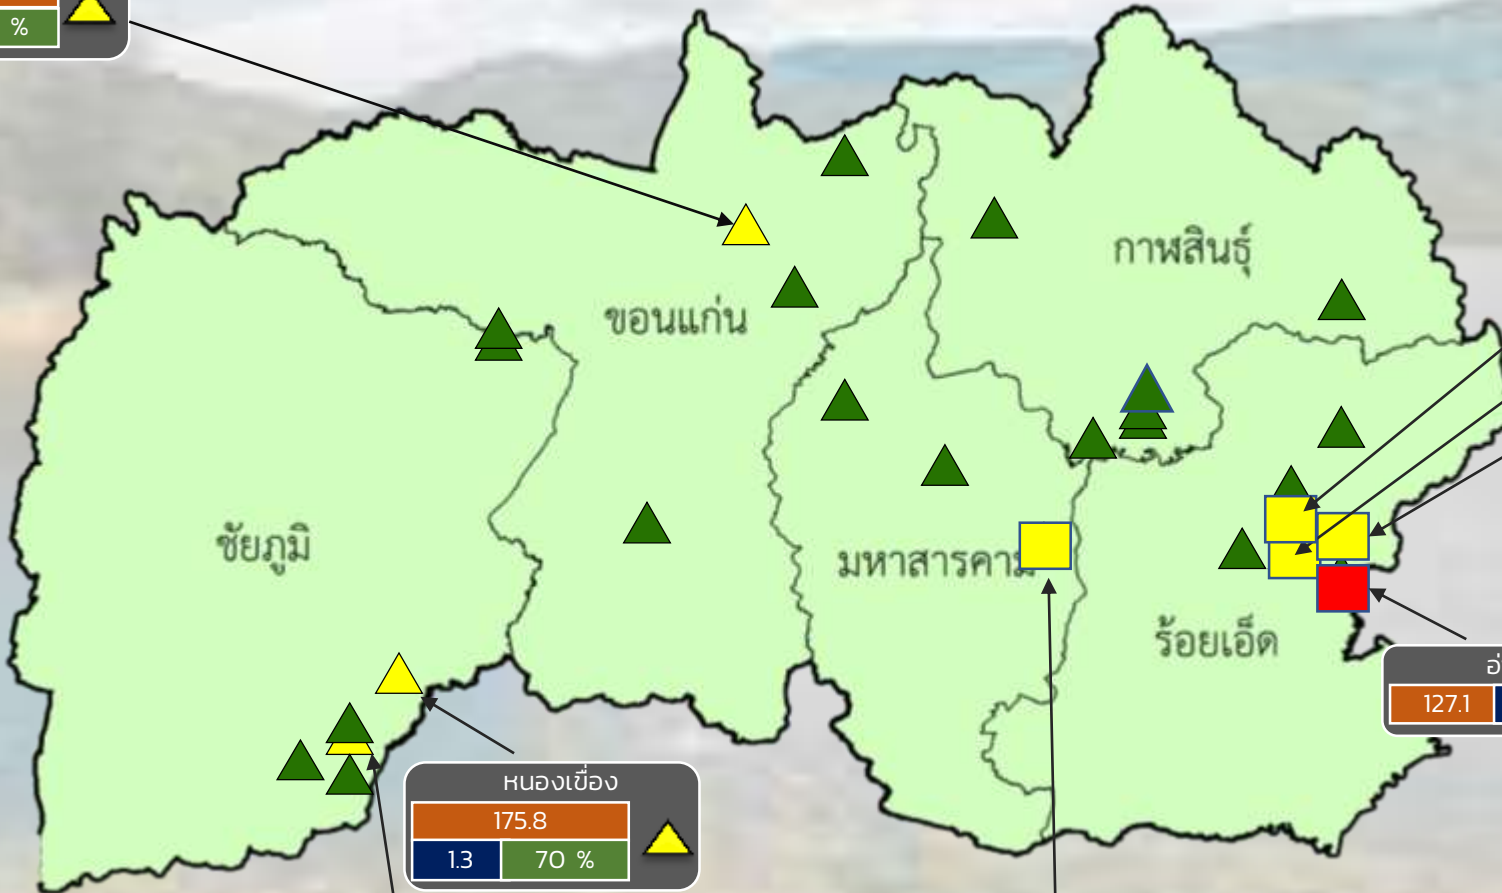 %
กาฬสินธุ์
ขอนแก่น
ชัยภูมิ
มหาสารคาม
ร้อยเอ็ด
127.1
หนองเขื่อง
175.8
1.3 70 %